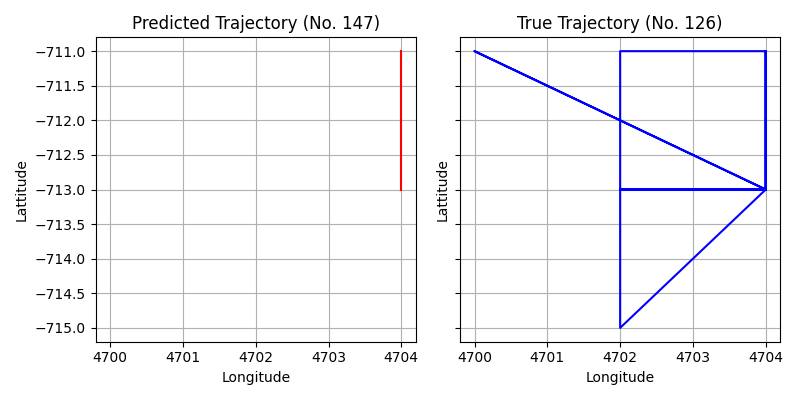 Predicted Trajectory (No. 147)
True Trajectory (No. 126)
−711.0
−711.5
−712.0
−712.5
−713.0
−713.5
−714.0
−714.5
−715.0
Lattitude
Lattitude
4700 4701 4702 4703 4704
4700 4701 4702 4703 4704
Longitude
Longitude